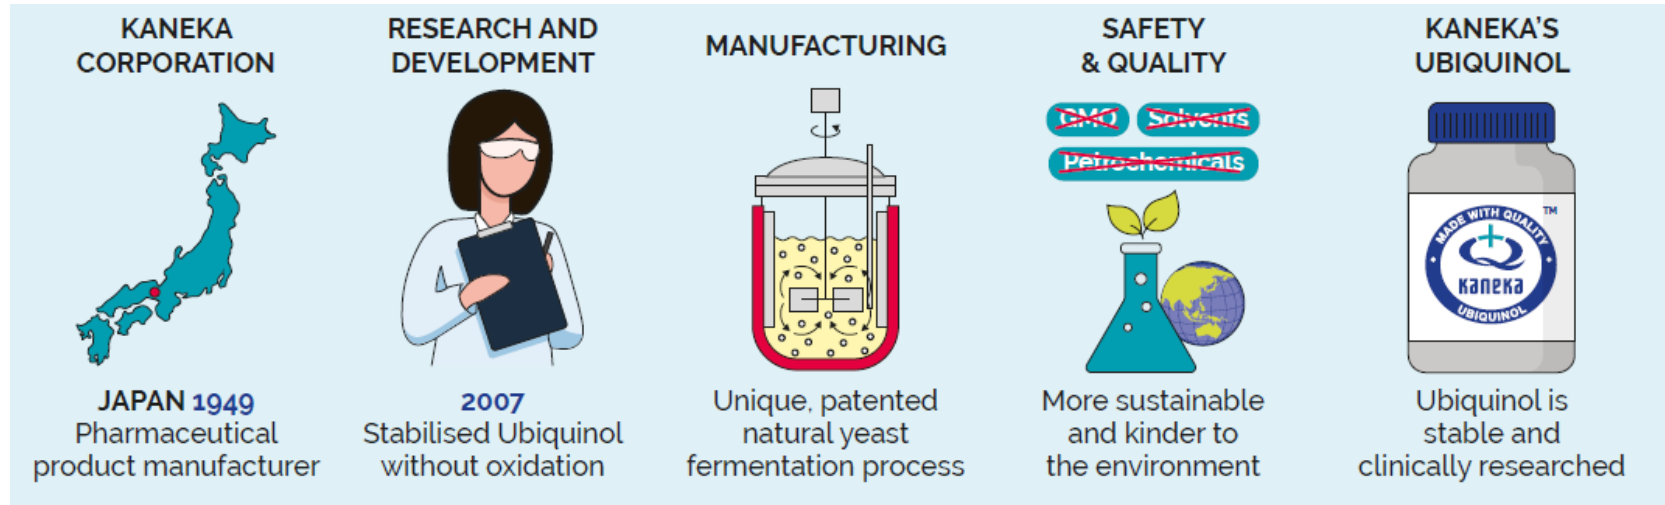 KANEKA
CORPORATION
JAPAN 1949
Pharmaceutical
product manufacturer
RESEARCH AND
DEVELOPMENT
2007
Stabilised Ubiquinol
without oxidation
MANUFACTURING
Unique, patented
natural yeast
fermentation process
SAFETY
& QUALITY
GMO
Solvents
Petrochemicals
More sustainable
and kinder to
the environment
KANEKA'S
UBIQUINOL
MADE WITH QUALITY
TM
Kaneka
UBIQUINOL
Ubiquinol is
stable and
clinically researched